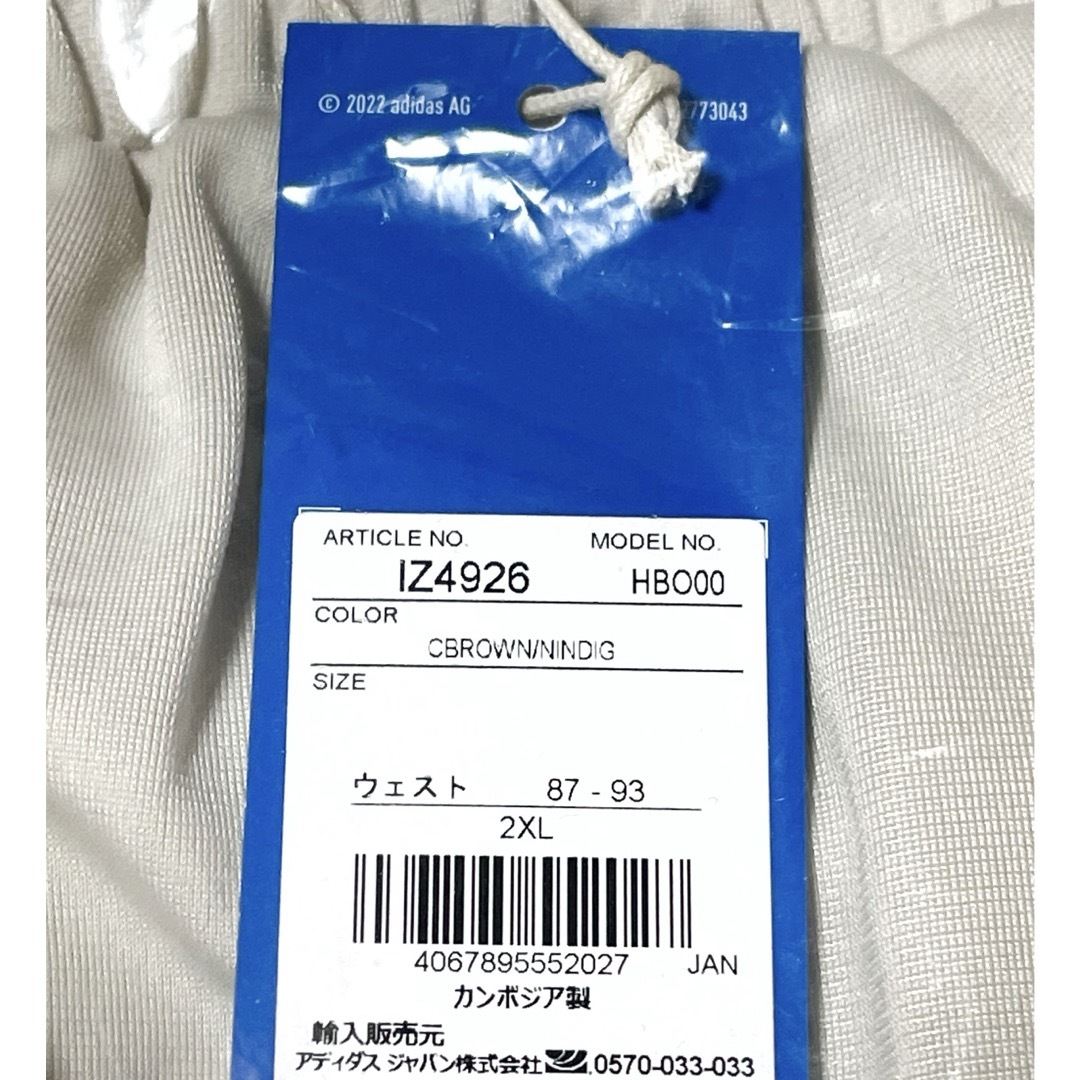 © 2022 adidas AG
ARTICLE NO. MODEL NO.
IZ4926 HBO00
COLOR
CBROWN/NINDIG
SIZE
ウェスト 87 - 93
2XL
4067895552027 JAN
カンボジア製
輸入販売元
アディダス ジャパン株式会社 0570-033-033